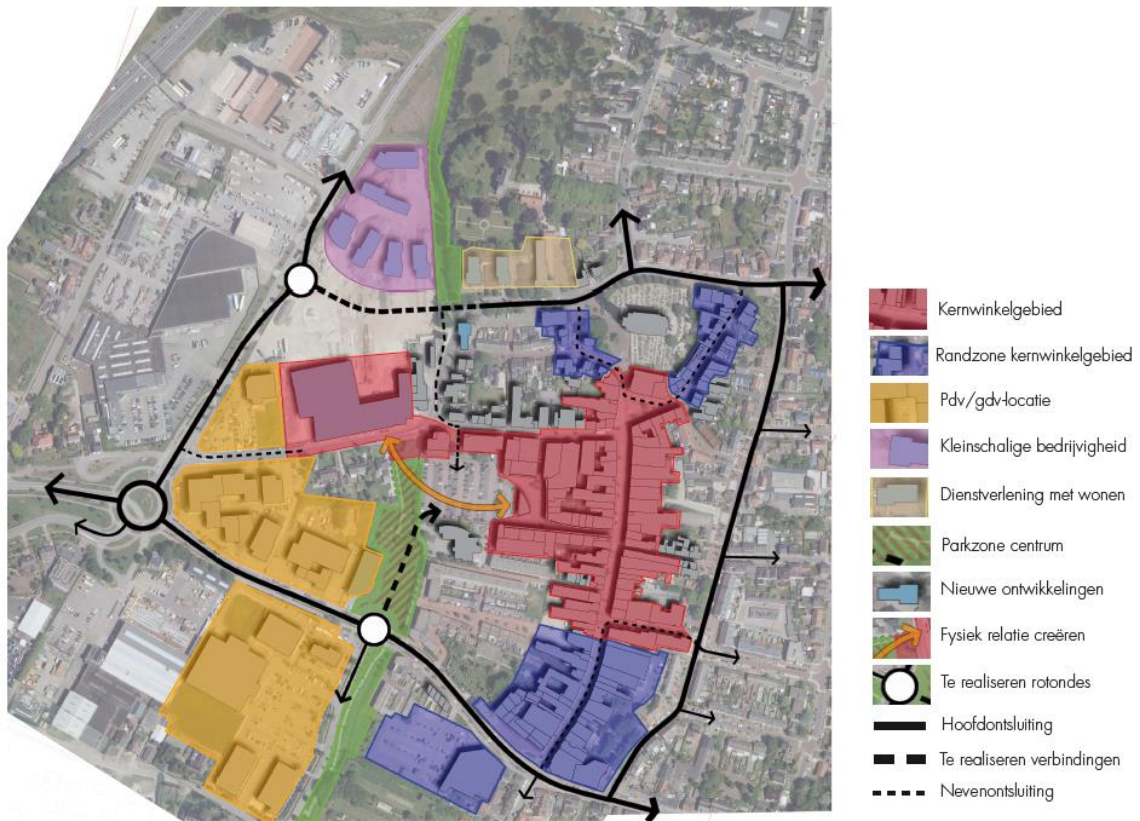 Kernwinkelgebied
Randzone kernwinkelgebied
Pdv/gdv-locatie
Kleinschalige bedrijvigheid
Dienstverlening met wonen
Parkzone centrum
Nieuwe ontwikkelingen
Fysiek relatie creëren
Te realiseren rotondes
Hoofdontsluiting
Te realiseren verbindingen
Nevenontsluiting